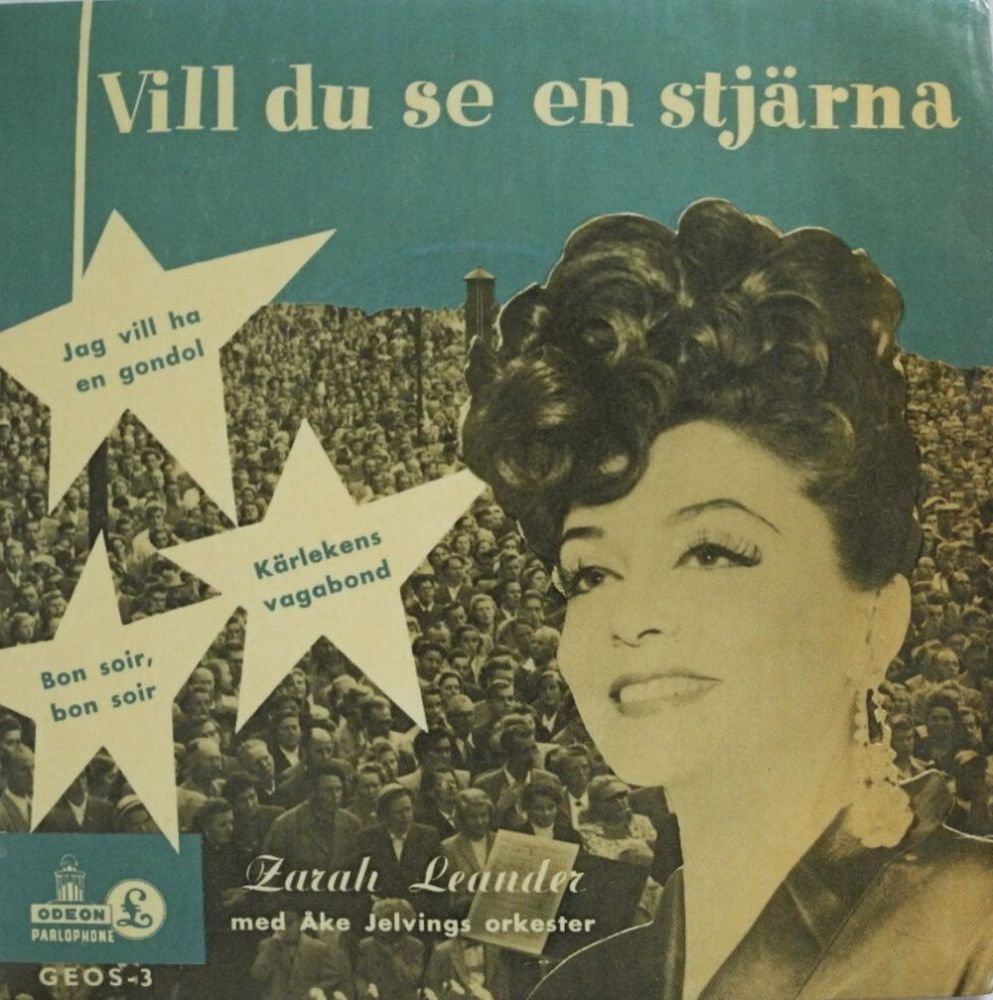 Vill du se en stjärna
Jag vill ha
en gondol
Kärlekens
vagabond
Bon soir,
bon soir
Zarah Leander
med Åke Jelvings orkester
ODEON
PARLOPHONE
£
GEOS-3